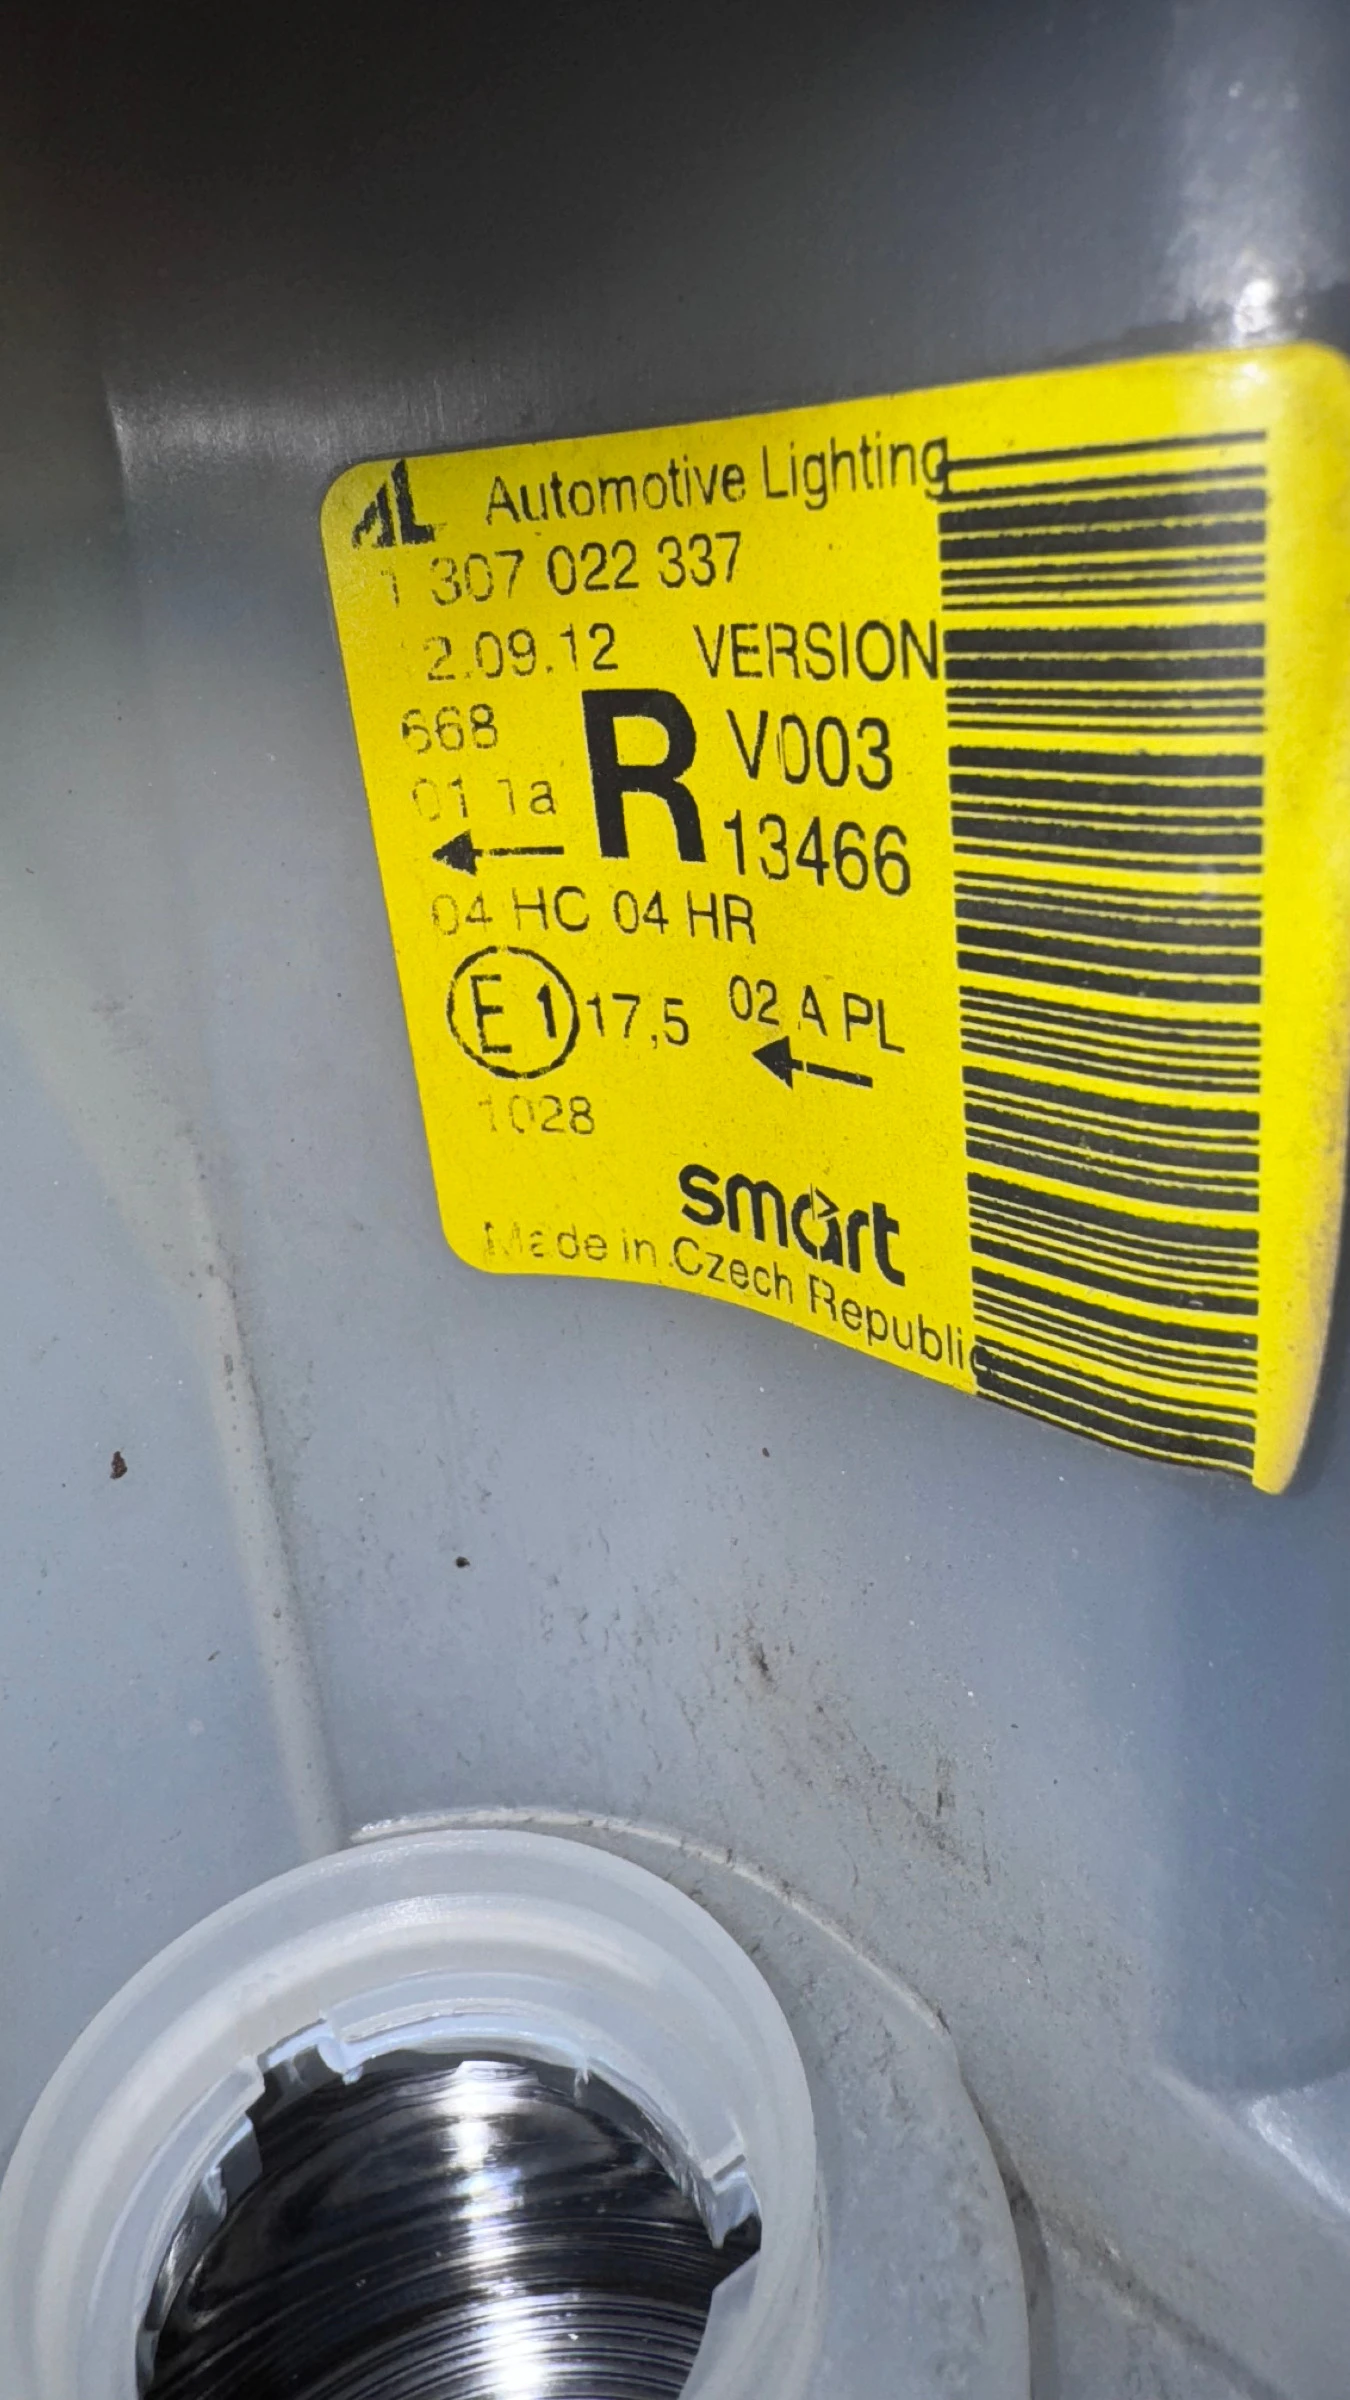 AL Automotive Lighting
1 307 022 337
2.09.12 VERSION
668 R V003
01 1a 13466
04 HC 04 HR
E1 17,5 02 A PL
1028
smart
Made in Czech Republic